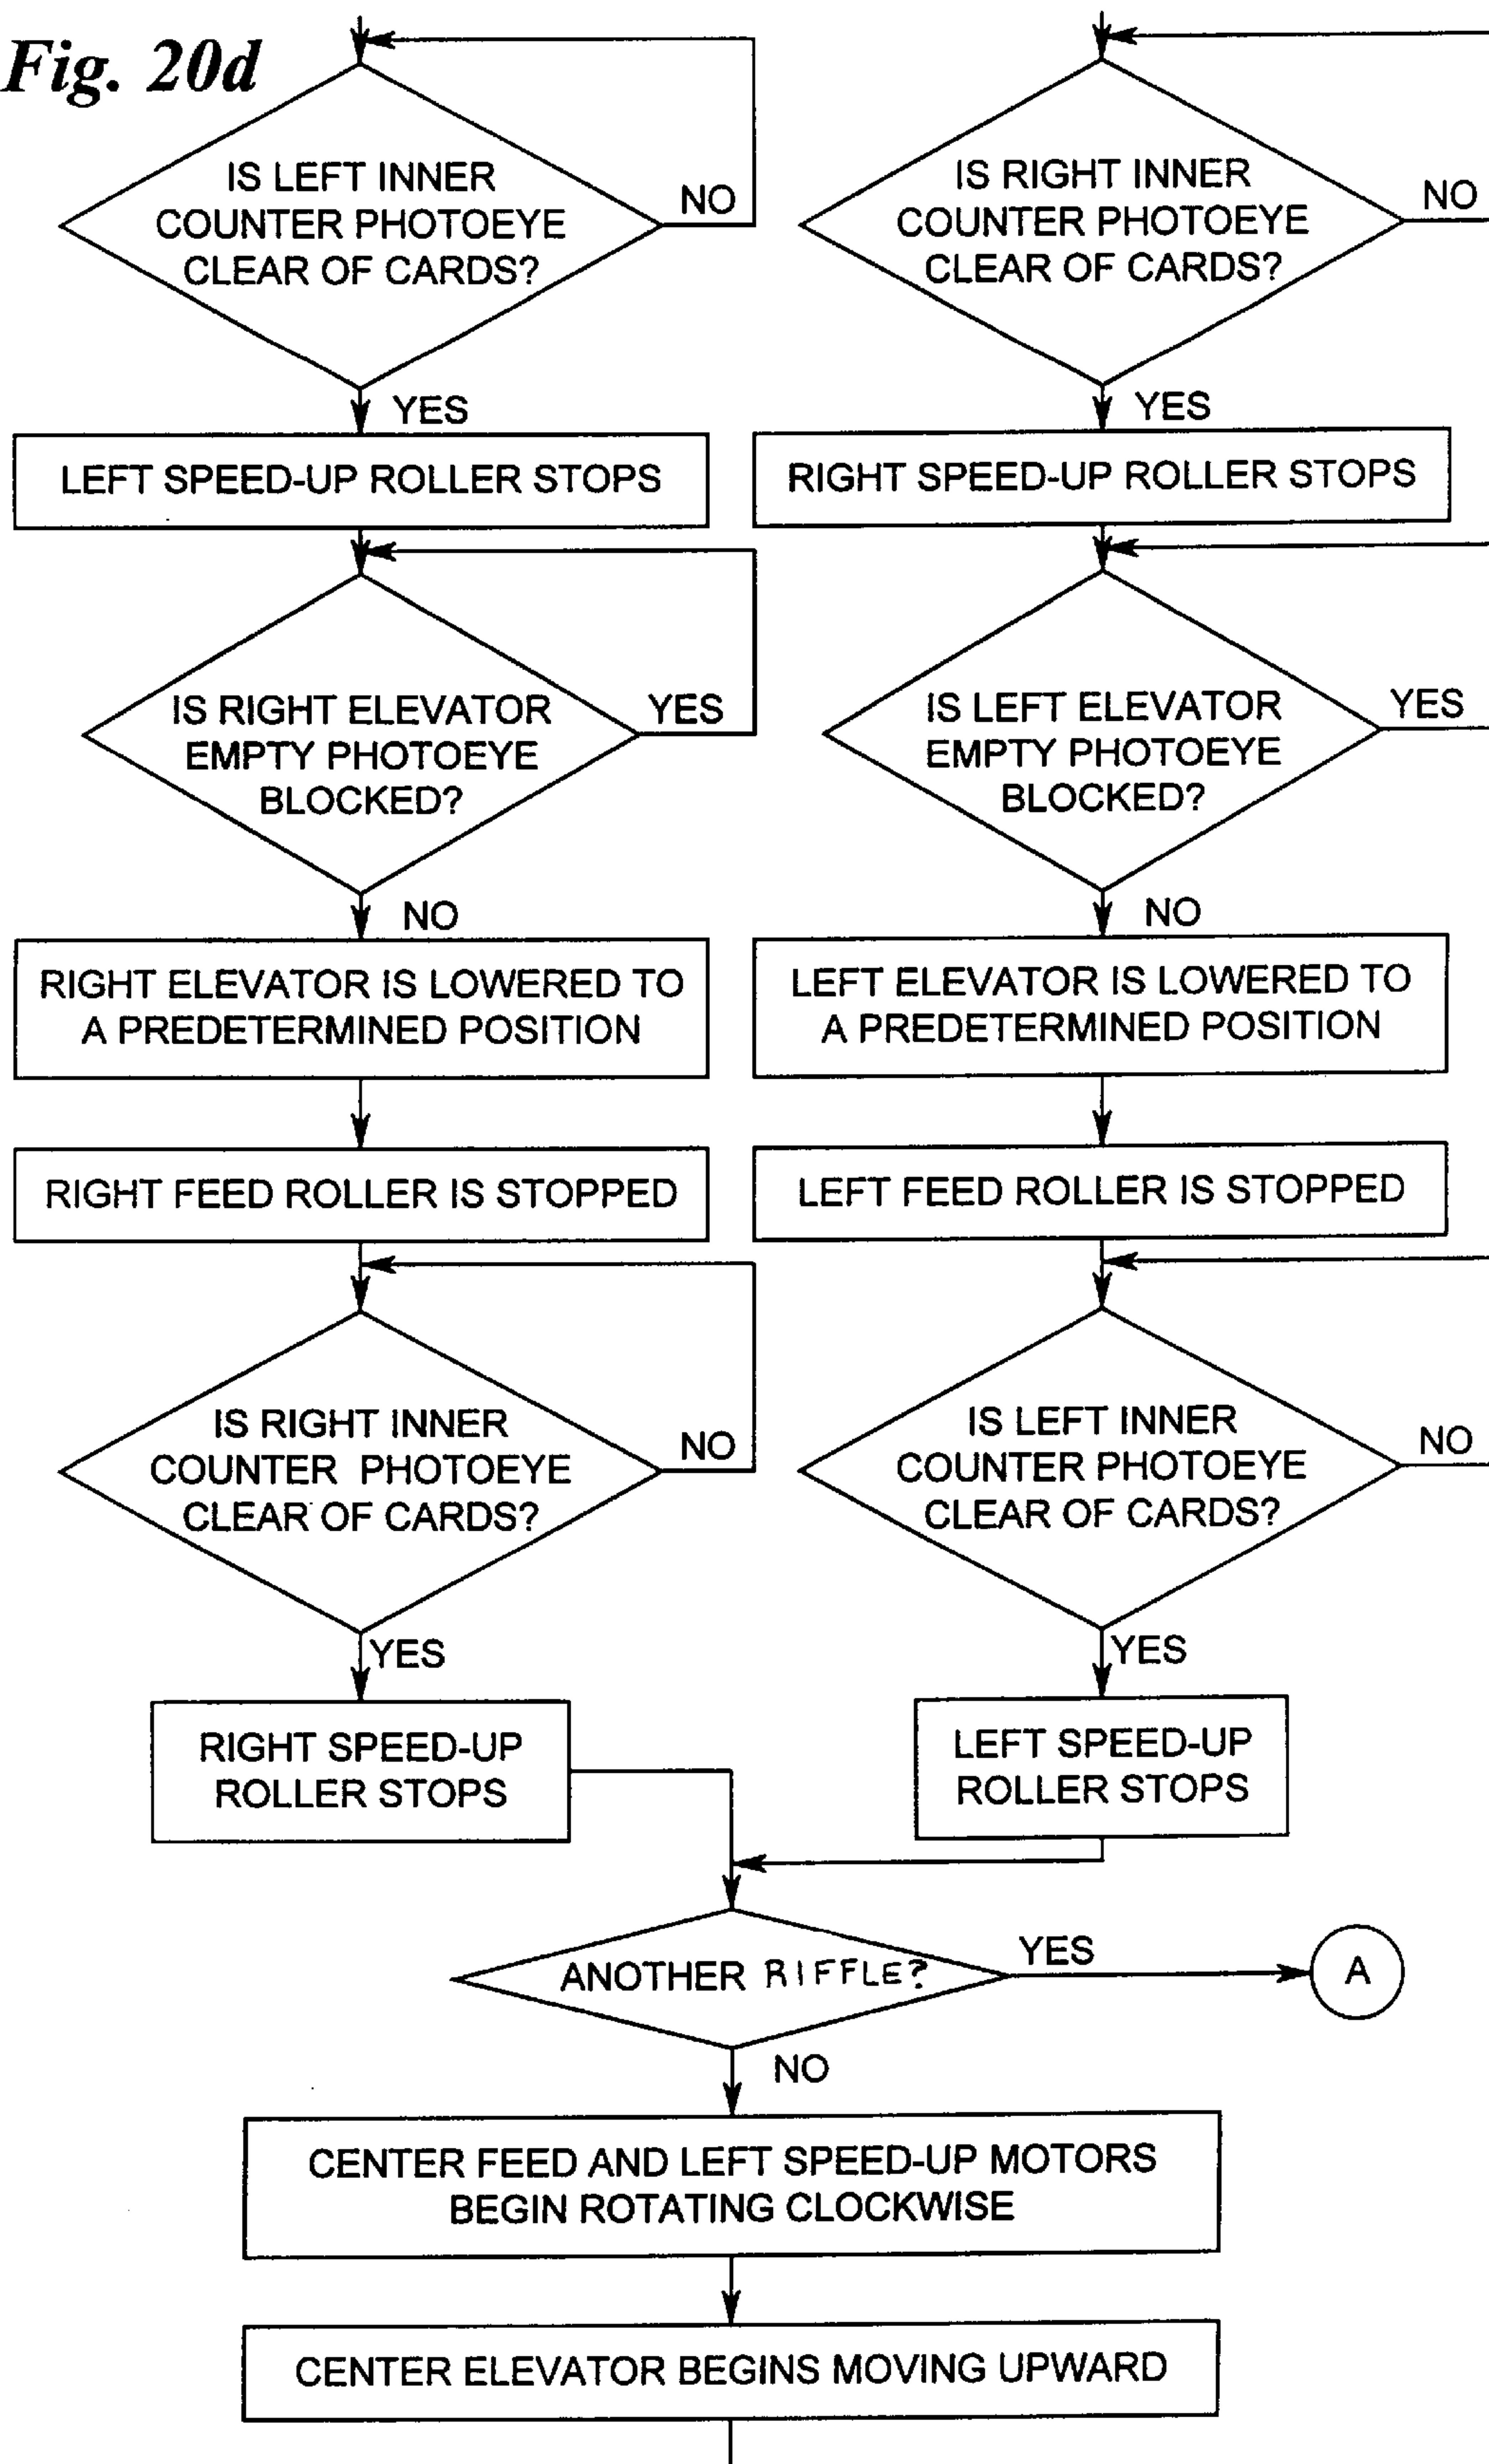 Fig. 20d
IS LEFT INNER
COUNTER PHOTOEYE
CLEAR OF CARDS?
NO
YES
LEFT SPEED-UP ROLLER STOPS
IS RIGHT ELEVATOR
EMPTY PHOTOEYE
BLOCKED?
YES
NO
RIGHT ELEVATOR IS LOWERED TO
A PREDETERMINED POSITION
RIGHT FEED ROLLER IS STOPPED
IS RIGHT INNER
COUNTER PHOTOEYE
CLEAR OF CARDS?
NO
YES
RIGHT SPEED-UP
ROLLER STOPS
IS RIGHT INNER
COUNTER PHOTOEYE
CLEAR OF CARDS?
NO
YES
RIGHT SPEED-UP ROLLER STOPS
IS LEFT ELEVATOR
EMPTY PHOTOEYE
BLOCKED?
YES
NO
LEFT ELEVATOR IS LOWERED TO
A PREDETERMINED POSITION
LEFT FEED ROLLER IS STOPPED
IS LEFT INNER
COUNTER PHOTOEYE
CLEAR OF CARDS?
NO
YES
LEFT SPEED-UP
ROLLER STOPS
ANOTHER RIFFLE?
YES
A
NO
CENTER FEED AND LEFT SPEED-UP MOTORS
BEGIN ROTATING CLOCKWISE
CENTER ELEVATOR BEGINS MOVING UPWARD